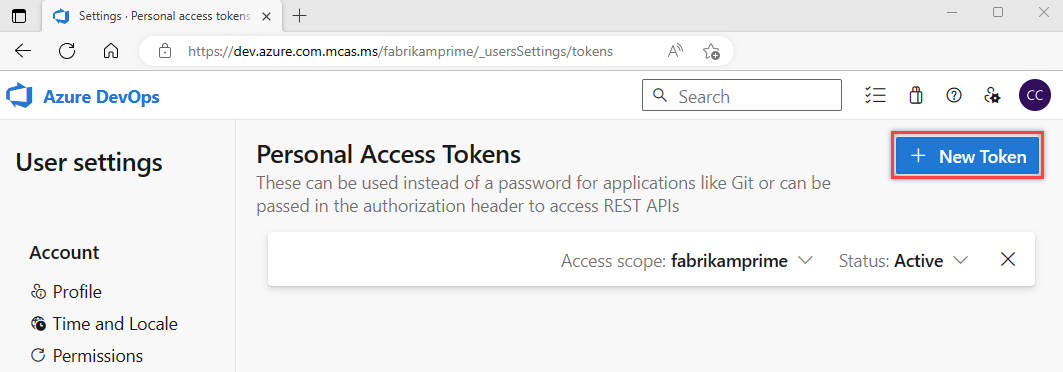 Settings · Personal access tokens
https://dev.azure.com.mcas.ms/fabrikamprime/_usersSettings/tokens
Azure DevOps
Search
CC
User settings
Personal Access Tokens
New Token
These can be used instead of a password for applications like Git or can be
passed in the authorization header to access REST APIs
Account
Access scope: fabrikamprime
Status: Active
Profile
Time and Locale
Permissions